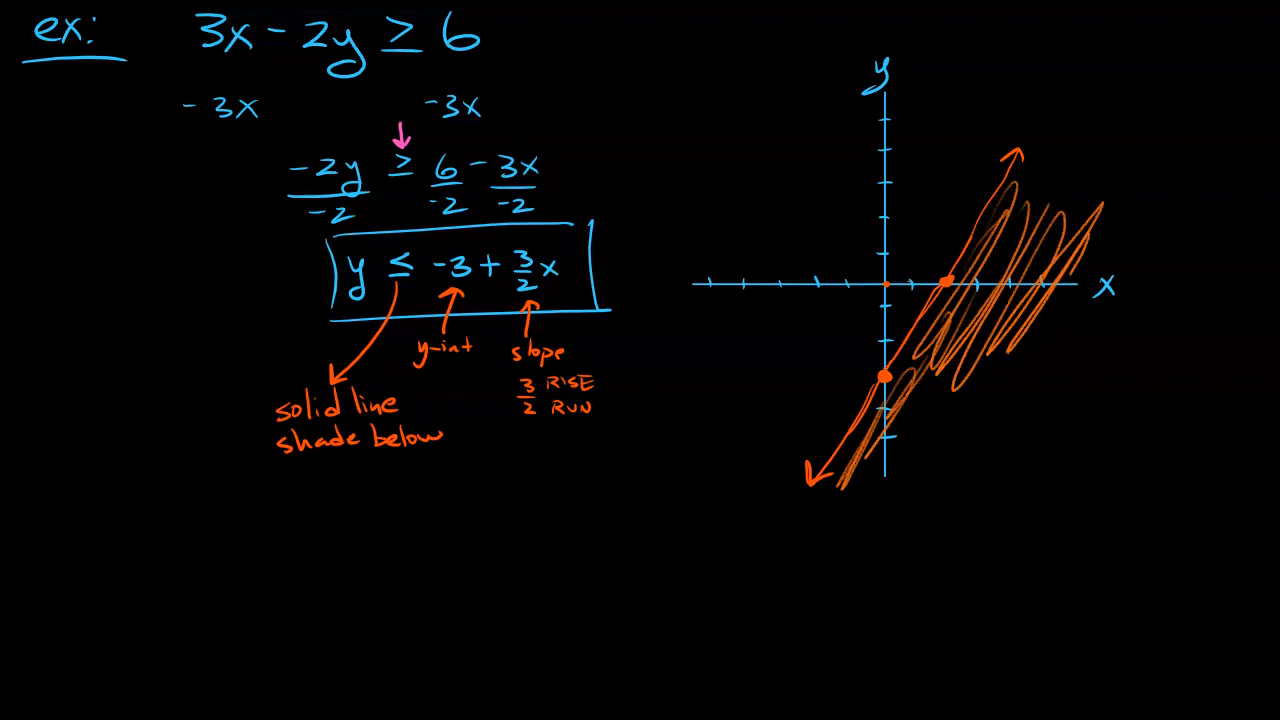 ex: 3x - 2y ≥ 6
- 3x - 3x
-2y ≥ 6 - 3x
-2 -2 -2
y ≤ -3 + 3/2 x
y-int
slope
3/2 RISE RUN
solid line
shade below
y
x